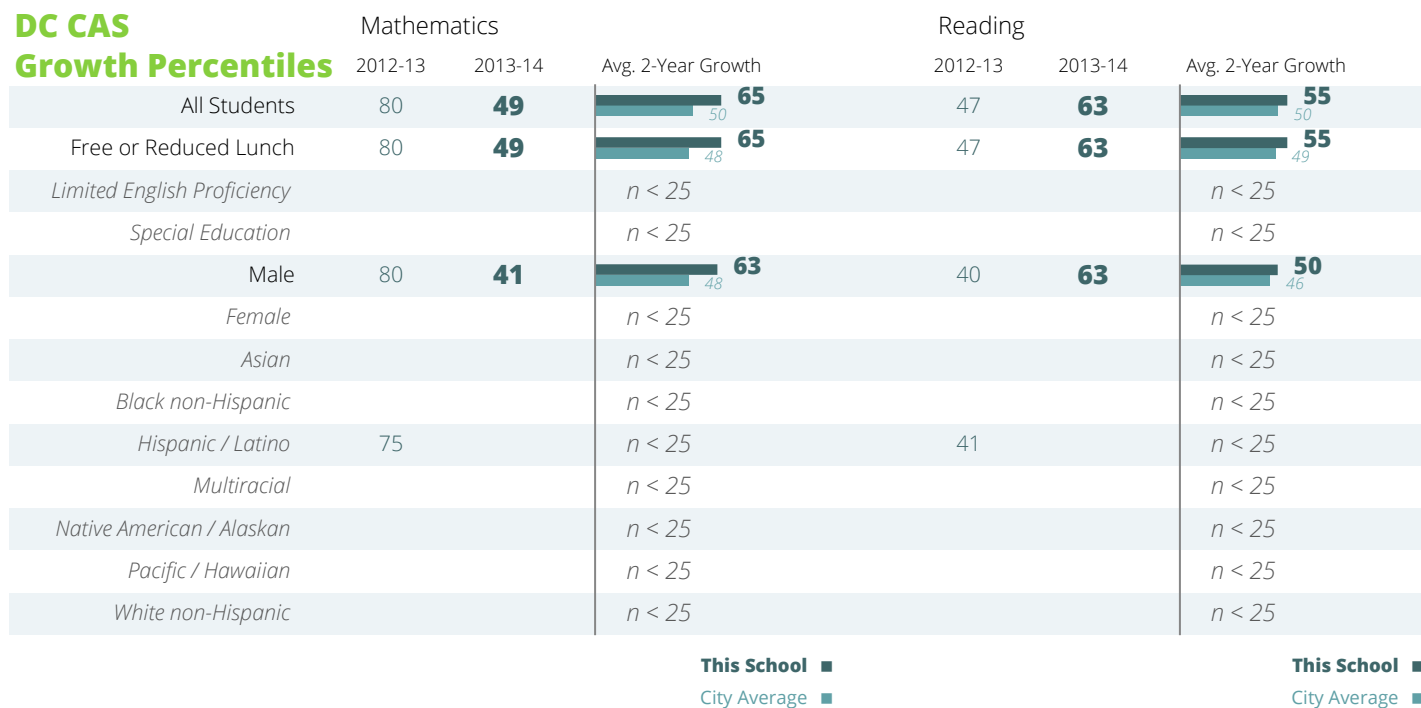 DC CAS
Growth Percentiles
Mathematics
Reading
2012-13 2013-14 Avg. 2-Year Growth 2012-13 2013-14 Avg. 2-Year Growth
All Students 80 49 65 50 47 63 55 50
Free or Reduced Lunch 80 49 65 48 47 63 55 49
Limited English Proficiency n < 25 n < 25
Special Education n < 25 n < 25
Male 80 41 63 48 40 63 50 46
Female n < 25 n < 25
Asian n < 25 n < 25
Black non-Hispanic n < 25 n < 25
Hispanic / Latino 75 n < 25 41 n < 25
Multiracial n < 25 n < 25
Native American / Alaskan n < 25 n < 25
Pacific / Hawaiian n < 25 n < 25
White non-Hispanic n < 25 n < 25
This School This School
City Average City Average